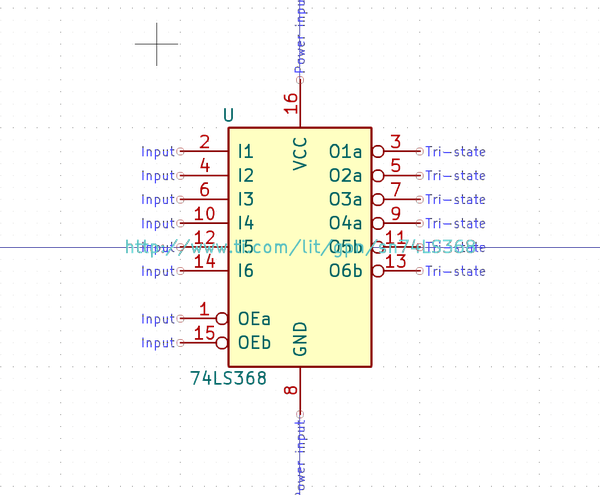 Power input
16
U
VCC
Input 2 I1 O1a 3 Tri-state
Input 4 I2 O2a 5 Tri-state
Input 6 I3 O3a 7 Tri-state
Input 10 I4 O4a 9 Tri-state
Input 12 I5 O5b 11 Tri-state
http://www.ti.com/lit/gpn/sn74LS368
Input 14 I6 O6b 13 Tri-state
Input 1 OEa
Input 15 OEb
GND
74LS368
8
Power input